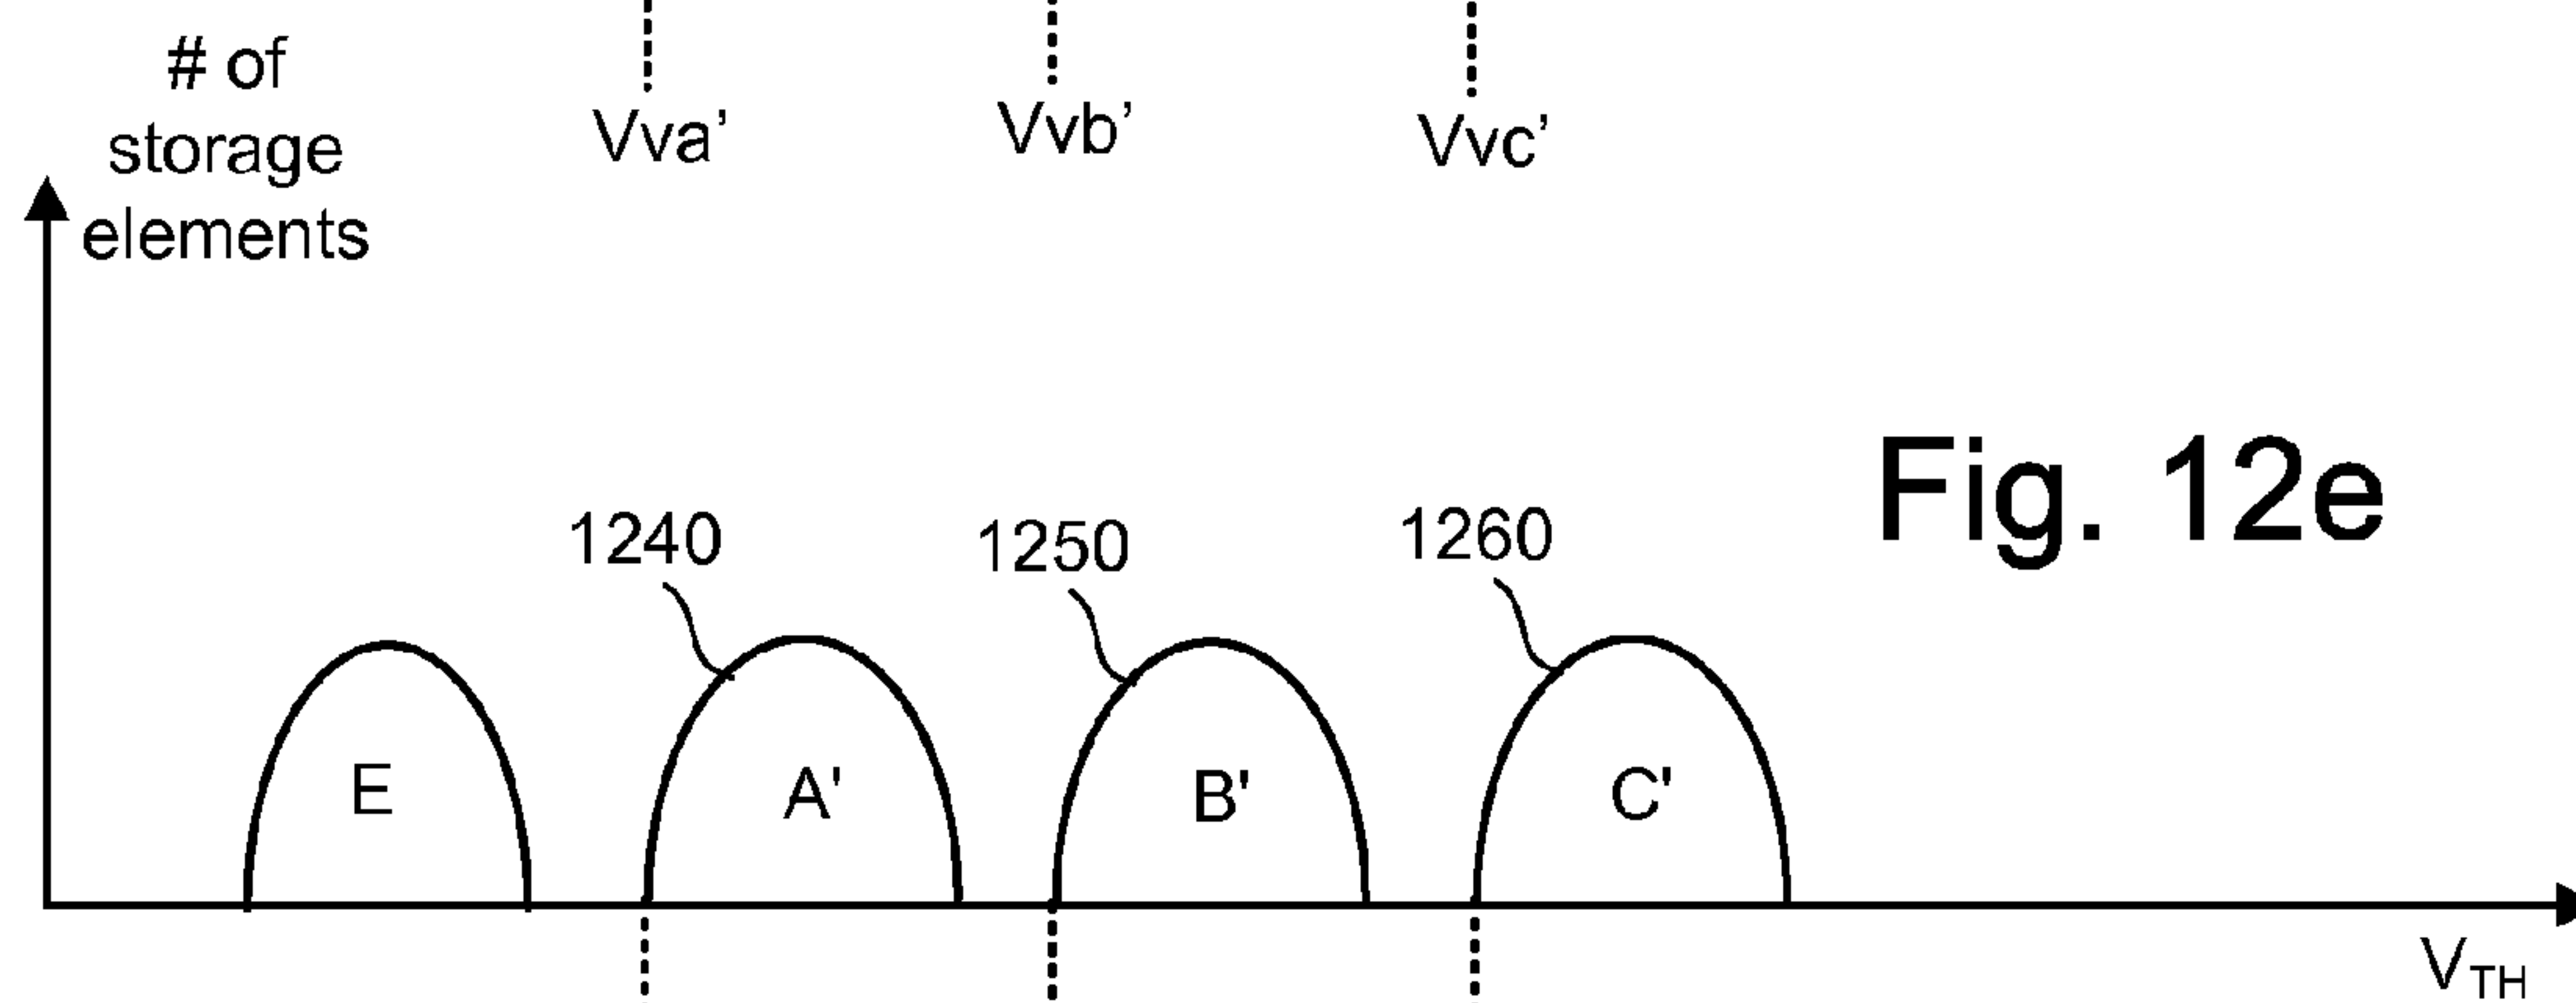 # of
storage
elements
Vva’
Vvb’
Vvc’
Fig. 12e
1240
1250
1260
E
A'
B'
C'
VTH